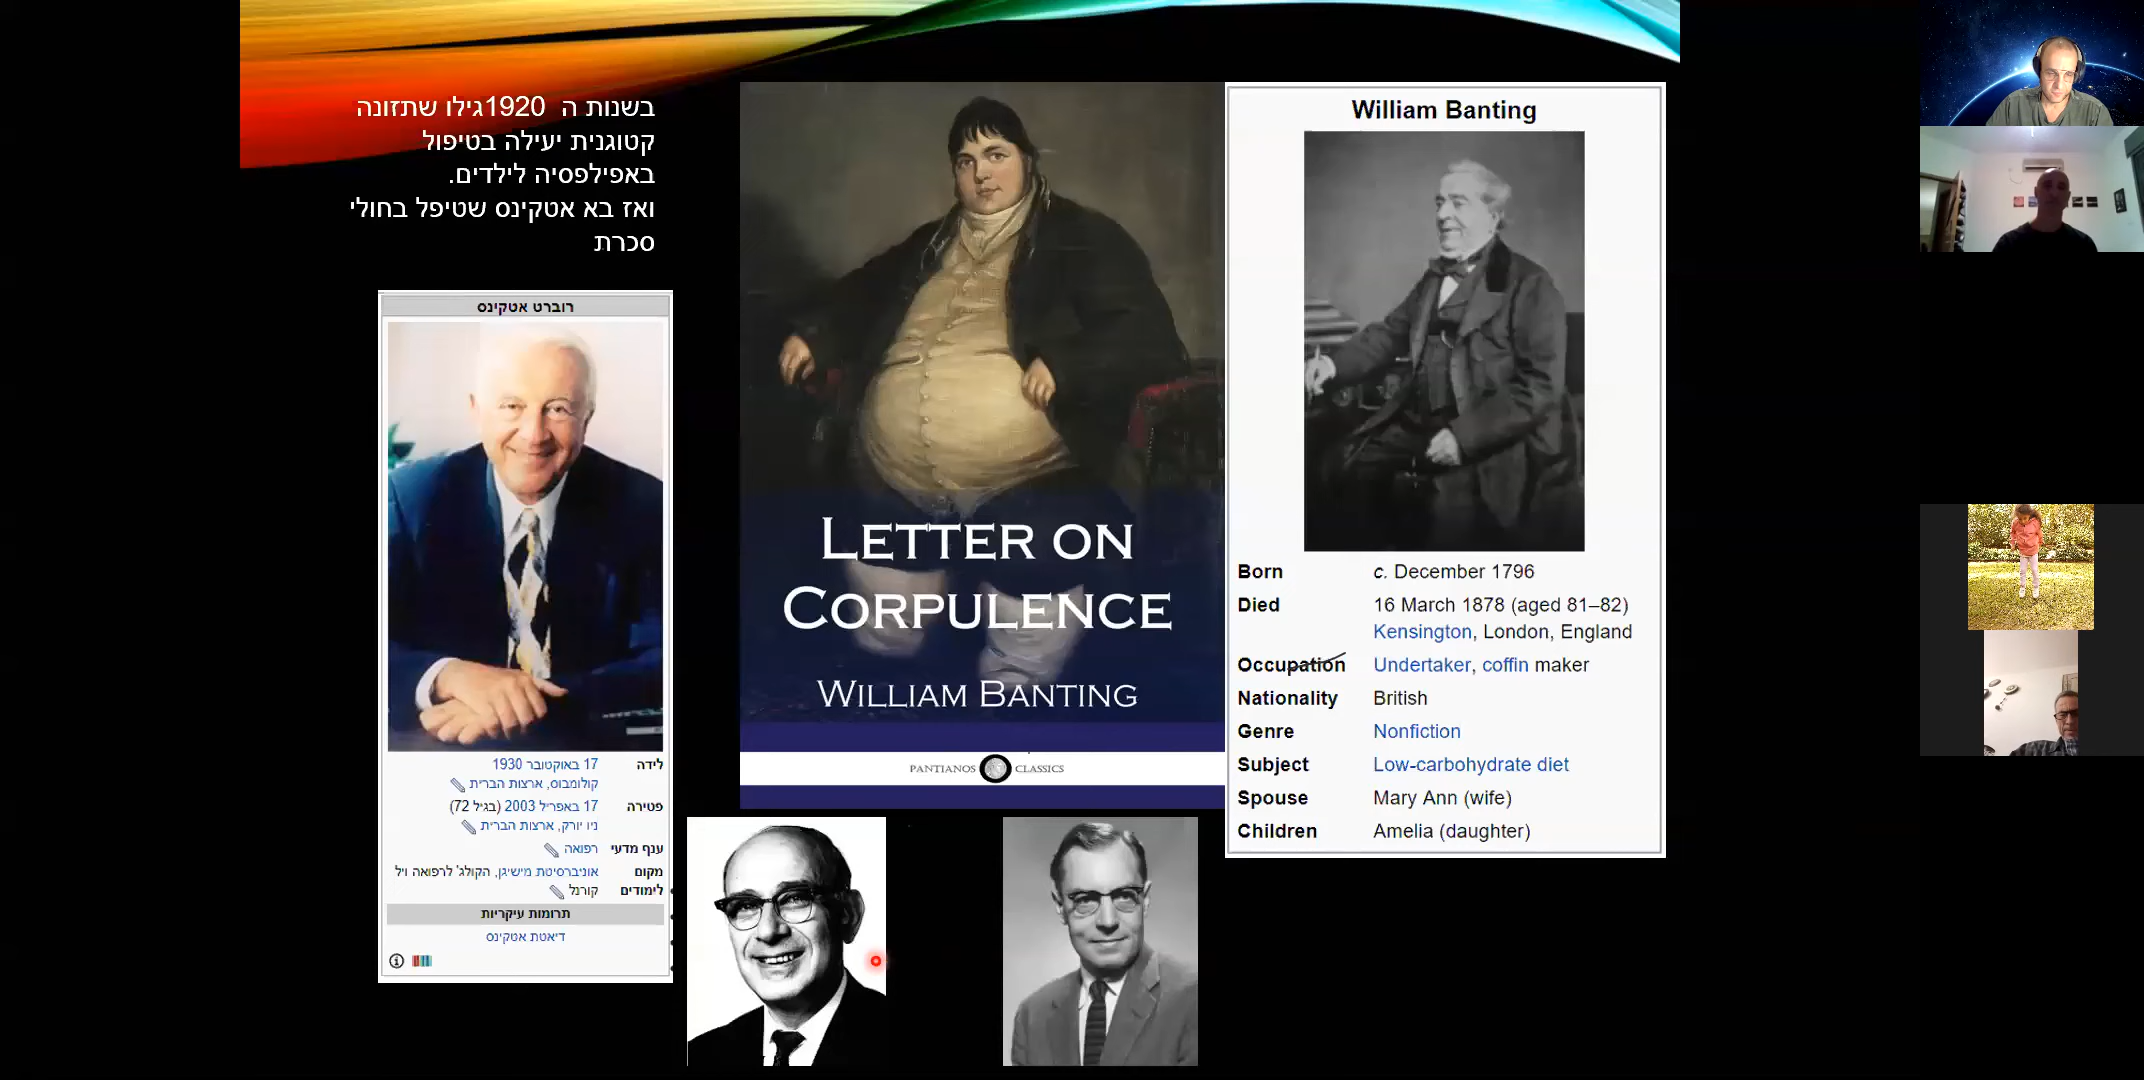 בשנות ה 1920גילו שתזונה
קטוגנית יעילה בטיפול
באפילפסיה לילדים.
ואז בא אטקינס שטיפל בחולי
סכרת
רוברט אטקינס
לידה 17 באוקטובר 1930
קולומבוס, ארצות הברית
פטירה 17 באפריל 2003 (בגיל 72)
ניו יורק, ארצות הברית
ענף מדעי רפואה
מקום אוניברסיטת מישיגן, הקולג' לרפואה ויל
לימודים קורנל
תרומות עיקריות
דיאטת אטקינס
LETTER ON
CORPULENCE
WILLIAM BANTING
PANTIANOS CLASSICS
William Banting
Born c. December 1796
Died 16 March 1878 (aged 81–82)
Kensington, London, England
Occupation Undertaker, coffin maker
Nationality British
Genre Nonfiction
Subject Low-carbohydrate diet
Spouse Mary Ann (wife)
Children Amelia (daughter)